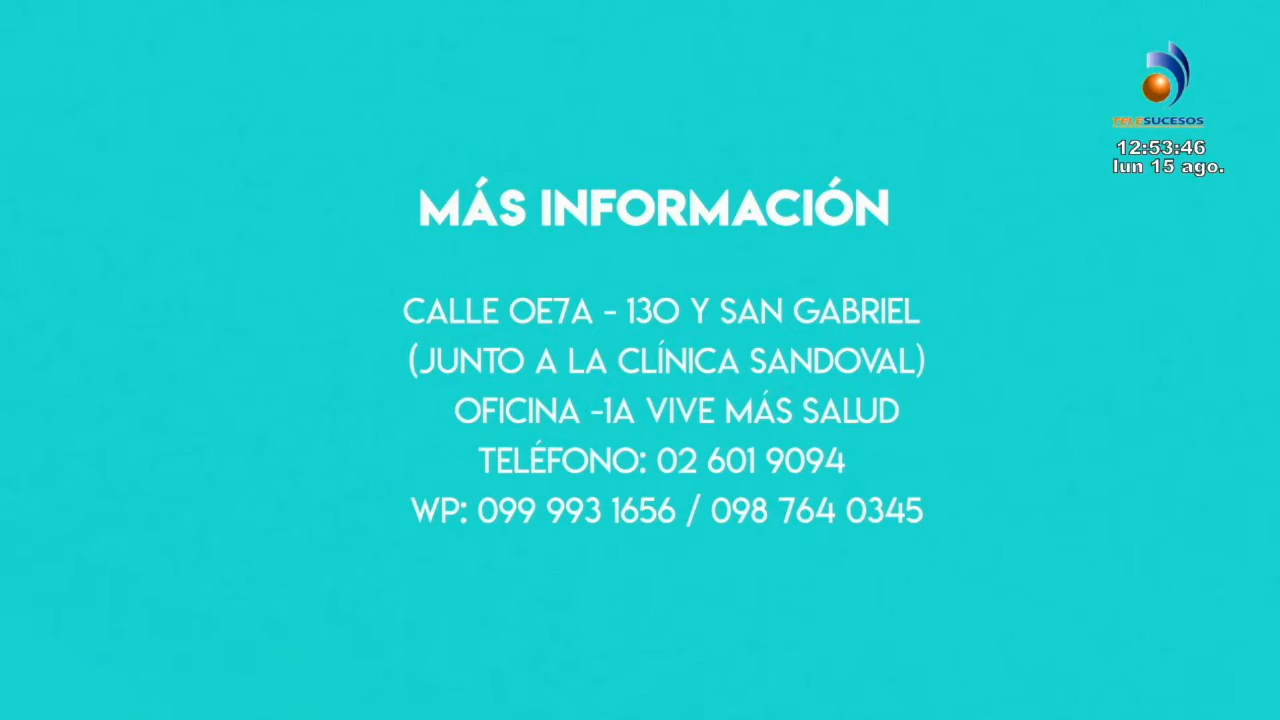 TELESUCESOS
12:53:46
lun 15 ago.
MÁS INFORMACIÓN
CALLE OE7A - 130 Y SAN GABRIEL
(JUNTO A LA CLÍNICA SANDOVAL)
OFICINA -1A VIVE MÁS SALUD
TELÉFONO: 02 601 9094
WP: 099 993 1656 / 098 764 0345